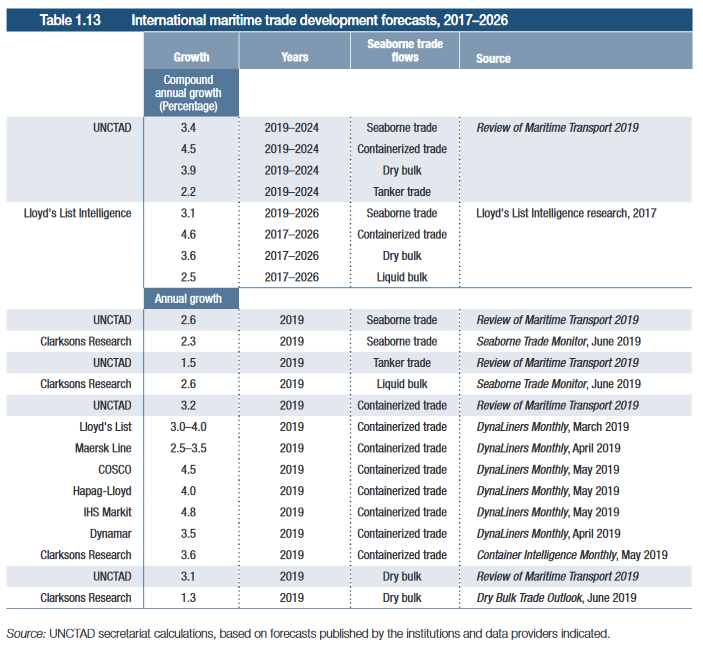 Table 1.13 International maritime trade development forecasts, 2017–2026
Growth Years Seaborne trade flows Source
Compound annual growth (Percentage)
UNCTAD 3.4 2019–2024 Seaborne trade Review of Maritime Transport 2019
4.5 2019–2024 Containerized trade
3.9 2019–2024 Dry bulk
2.2 2019–2024 Tanker trade
Lloyd's List Intelligence 3.1 2019–2026 Seaborne trade Lloyd's List Intelligence research, 2017
4.6 2017–2026 Containerized trade
3.6 2017–2026 Dry bulk
2.5 2017–2026 Liquid bulk
Annual growth
UNCTAD 2.6 2019 Seaborne trade Review of Maritime Transport 2019
Clarksons Research 2.3 2019 Seaborne trade Seaborne Trade Monitor, June 2019
UNCTAD 1.5 2019 Tanker trade Review of Maritime Transport 2019
Clarksons Research 2.6 2019 Liquid bulk Seaborne Trade Monitor, June 2019
UNCTAD 3.2 2019 Containerized trade Review of Maritime Transport 2019
Lloyd's List 3.0–4.0 2019 Containerized trade DynaLiners Monthly, March 2019
Maersk Line 2.5–3.5 2019 Containerized trade DynaLiners Monthly, April 2019
COSCO 4.5 2019 Containerized trade DynaLiners Monthly, May 2019
Hapag-Lloyd 4.0 2019 Containerized trade DynaLiners Monthly, May 2019
IHS Markit 4.8 2019 Containerized trade DynaLiners Monthly, May 2019
Dynamar 3.5 2019 Containerized trade DynaLiners Monthly, April 2019
Clarksons Research 3.6 2019 Containerized trade Container Intelligence Monthly, May 2019
UNCTAD 3.1 2019 Dry bulk Review of Maritime Transport 2019
Clarksons Research 1.3 2019 Dry bulk Dry Bulk Trade Outlook, June 2019
Source: UNCTAD secretariat calculations, based on forecasts published by the institutions and data providers indicated.